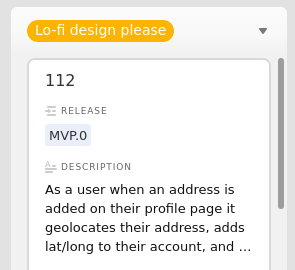 Lo-fi design please
112
RELEASE
MVP.0
DESCRIPTION
As a user when an address is
added on their profile page it
geolocates their address, adds
lat/long to their account, and ...